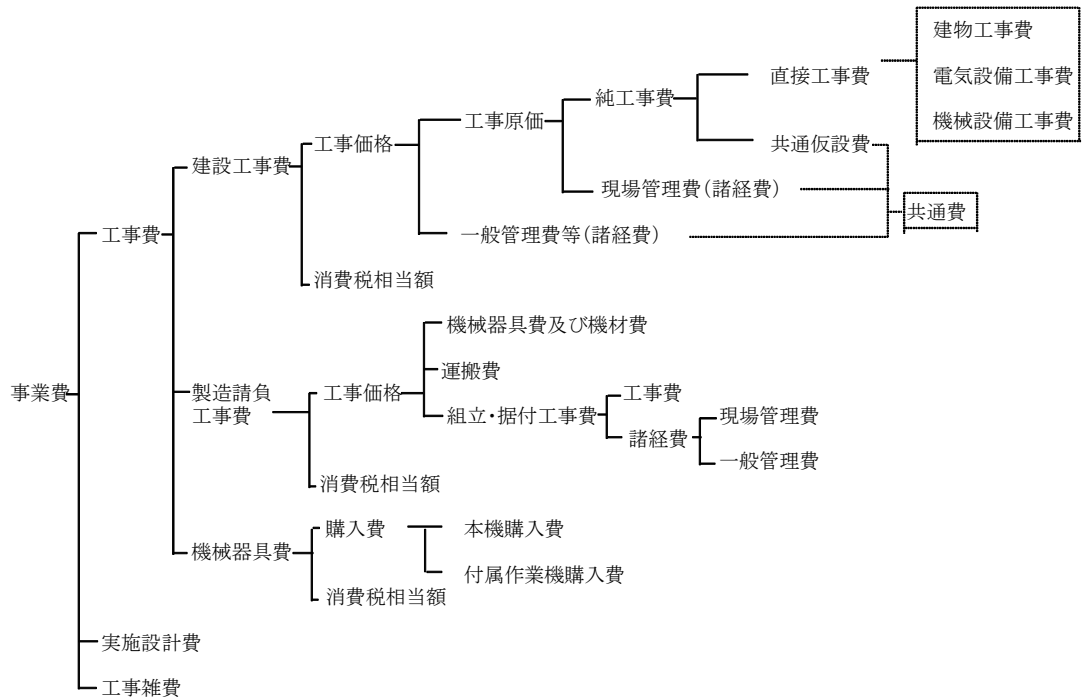 建物工事費
直接工事費
電気設備工事費
純工事費
機械設備工事費
工事原価
工事価格
共通仮設費
建設工事費
現場管理費(諸経費)
共通費
工事費
一般管理費等(諸経費)
消費税相当額
機械器具費及び機材費
運搬費
事業費
製造請負
工事費
工事価格
工事費
組立・据付工事費
現場管理費
諸経費
一般管理費
消費税相当額
購入費
本機購入費
機械器具費
付属作業機購入費
消費税相当額
実施設計費
工事雑費